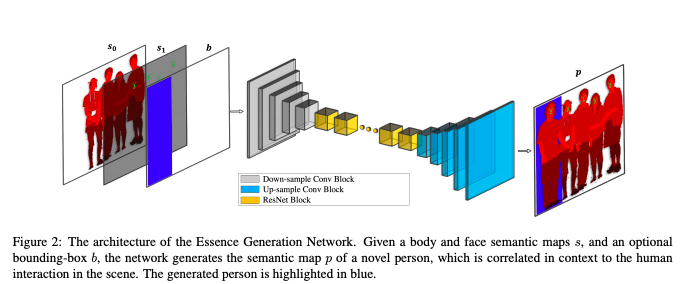 s₀ s₁ b
p
Down-sample Conv Block
Up-sample Conv Block
ResNet Block
Figure 2: The architecture of the Essence Generation Network. Given a body and face semantic maps s, and an optional
bounding-box b, the network generates the semantic map p of a novel person, which is correlated in context to the human
interaction in the scene. The generated person is highlighted in blue.